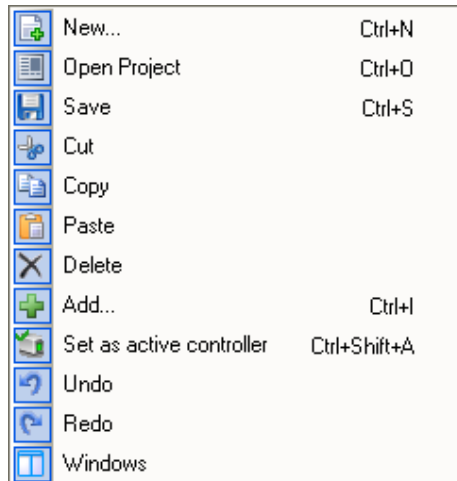 New... Ctrl+N
Open Project Ctrl+O
Save Ctrl+S
Cut
Copy
Paste
Delete
Add... Ctrl+I
Set as active controller Ctrl+Shift+A
Undo
Redo
Windows